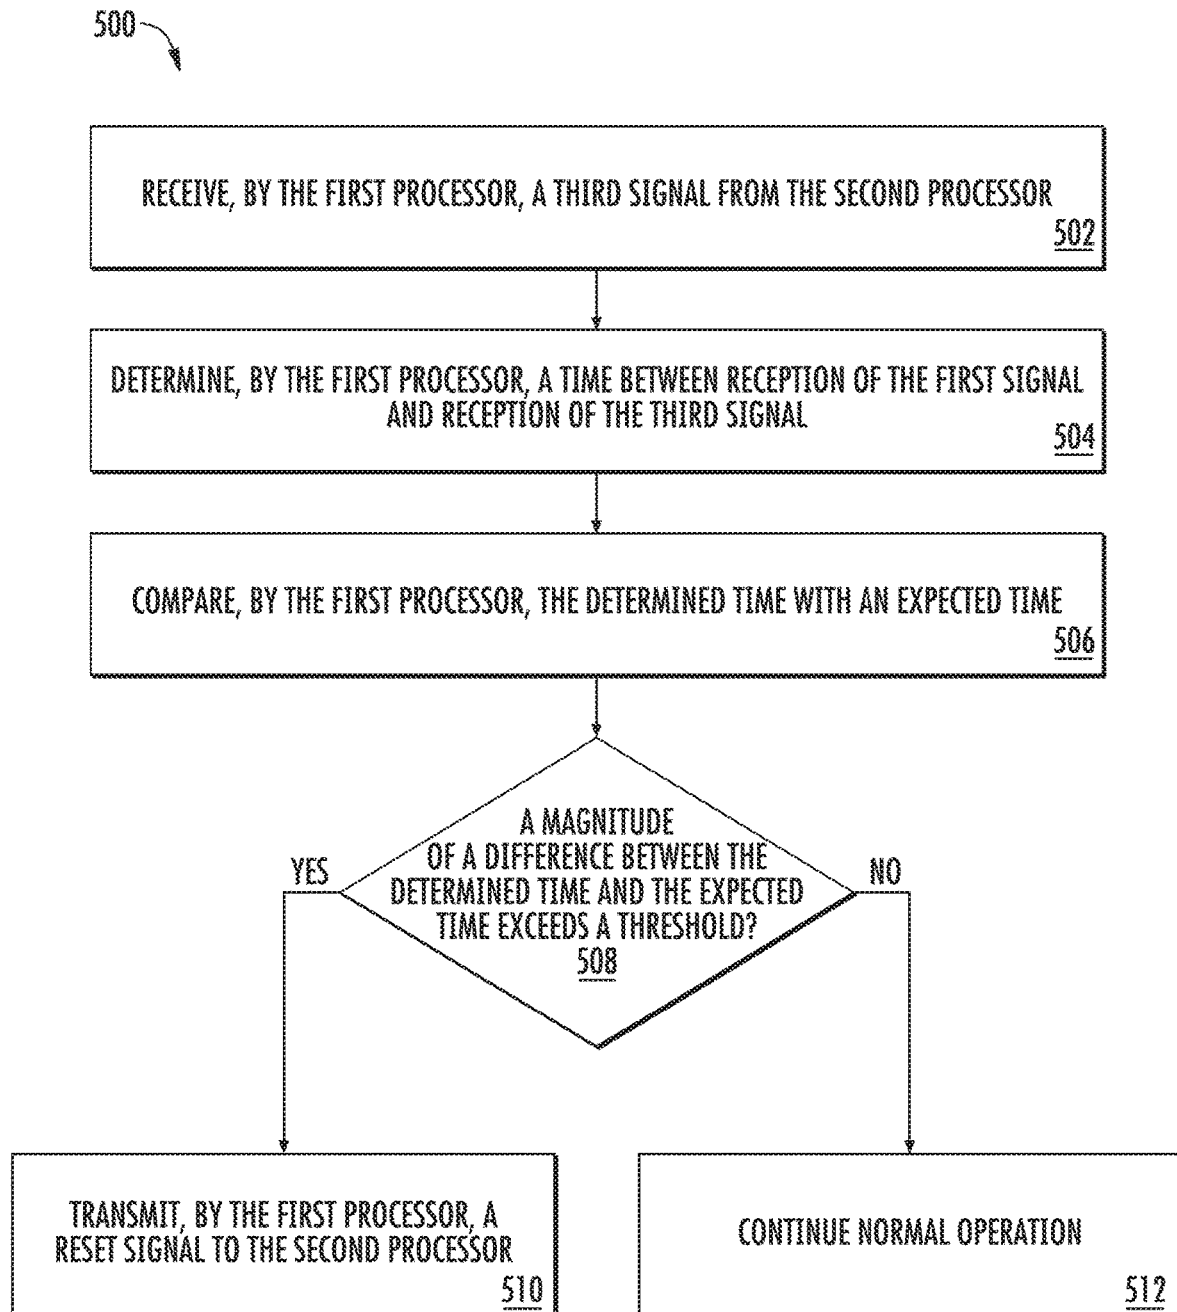 500
RECEIVE, BY THE FIRST PROCESSOR, A THIRD SIGNAL FROM THE SECOND PROCESSOR
502
DETERMINE, BY THE FIRST PROCESSOR, A TIME BETWEEN RECEPTION OF THE FIRST SIGNAL
AND RECEPTION OF THE THIRD SIGNAL
504
COMPARE, BY THE FIRST PROCESSOR, THE DETERMINED TIME WITH AN EXPECTED TIME
506
A MAGNITUDE
OF A DIFFERENCE BETWEEN THE
DETERMINED TIME AND THE EXPECTED
TIME EXCEEDS A THRESHOLD?
508
YES
NO
TRANSMIT, BY THE FIRST PROCESSOR, A
RESET SIGNAL TO THE SECOND PROCESSOR
510
CONTINUE NORMAL OPERATION
512